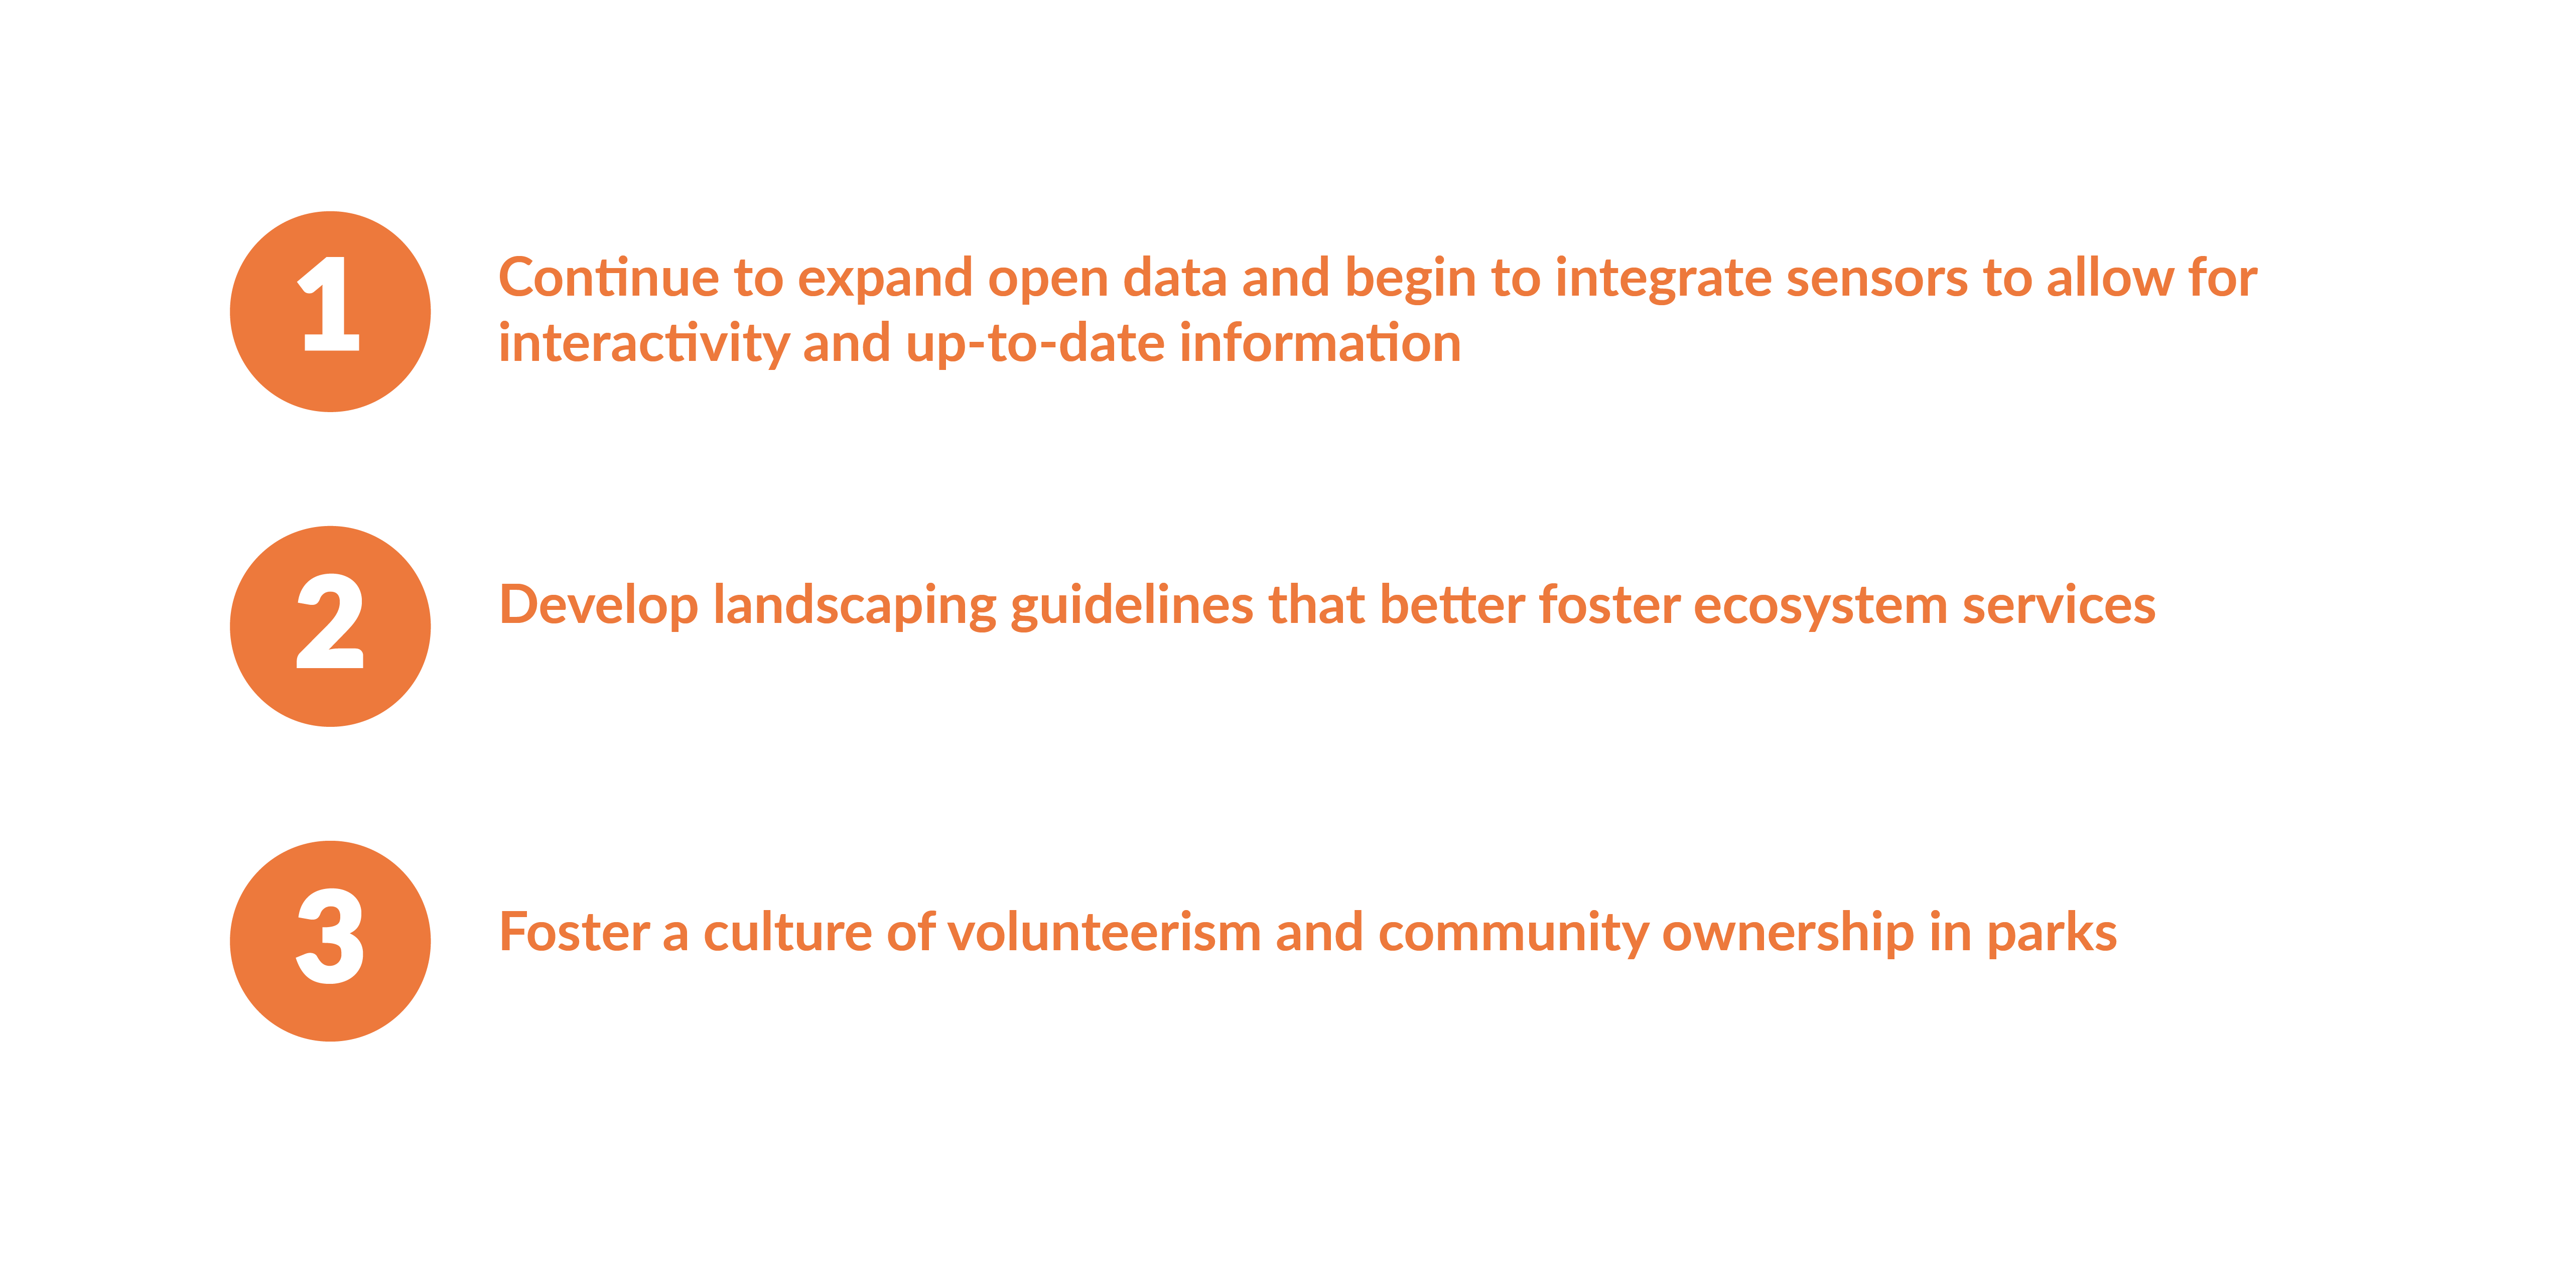 1
Continue to expand open data and begin to integrate sensors to allow for
interactivity and up-to-date information
2
Develop landscaping guidelines that better foster ecosystem services
3
Foster a culture of volunteerism and community ownership in parks